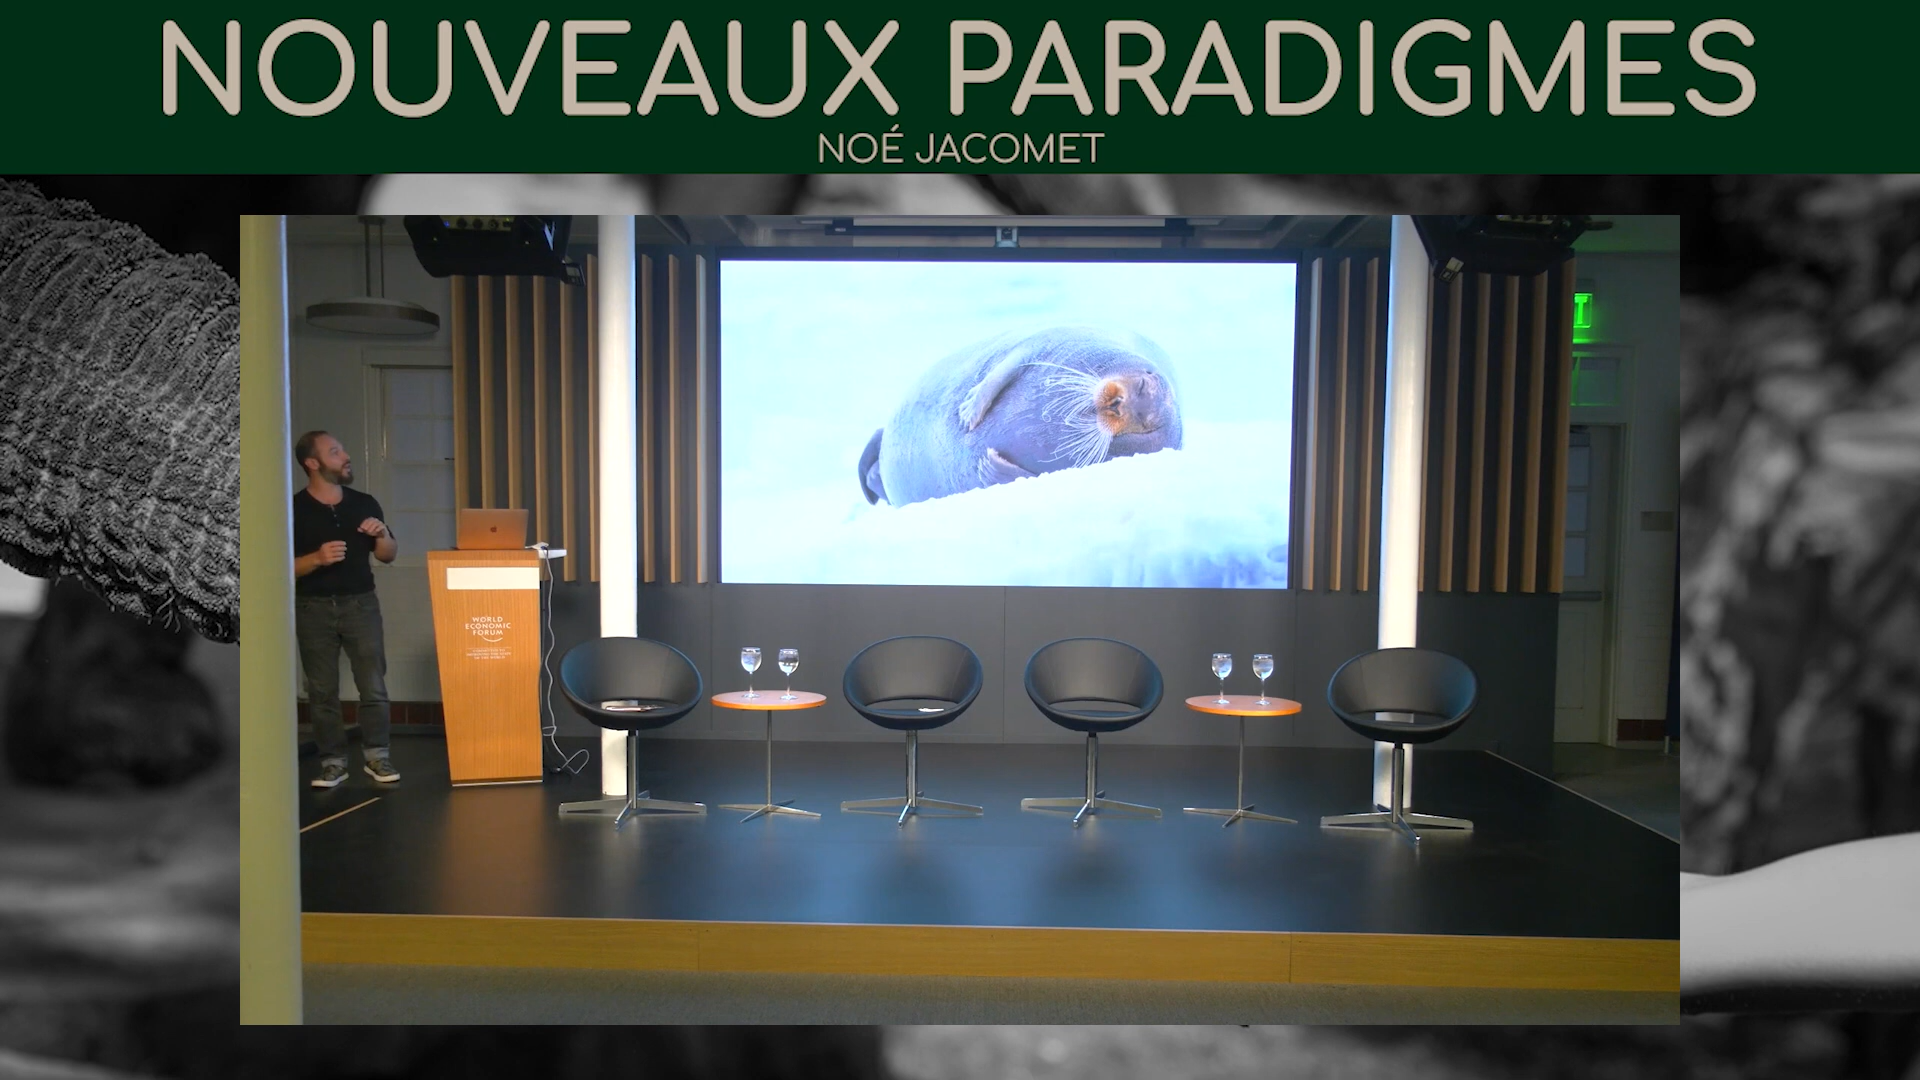 NOUVEAUX PARADIGMES
NOÉ JACOMET
WORLD
ECONOMIC
FORUM